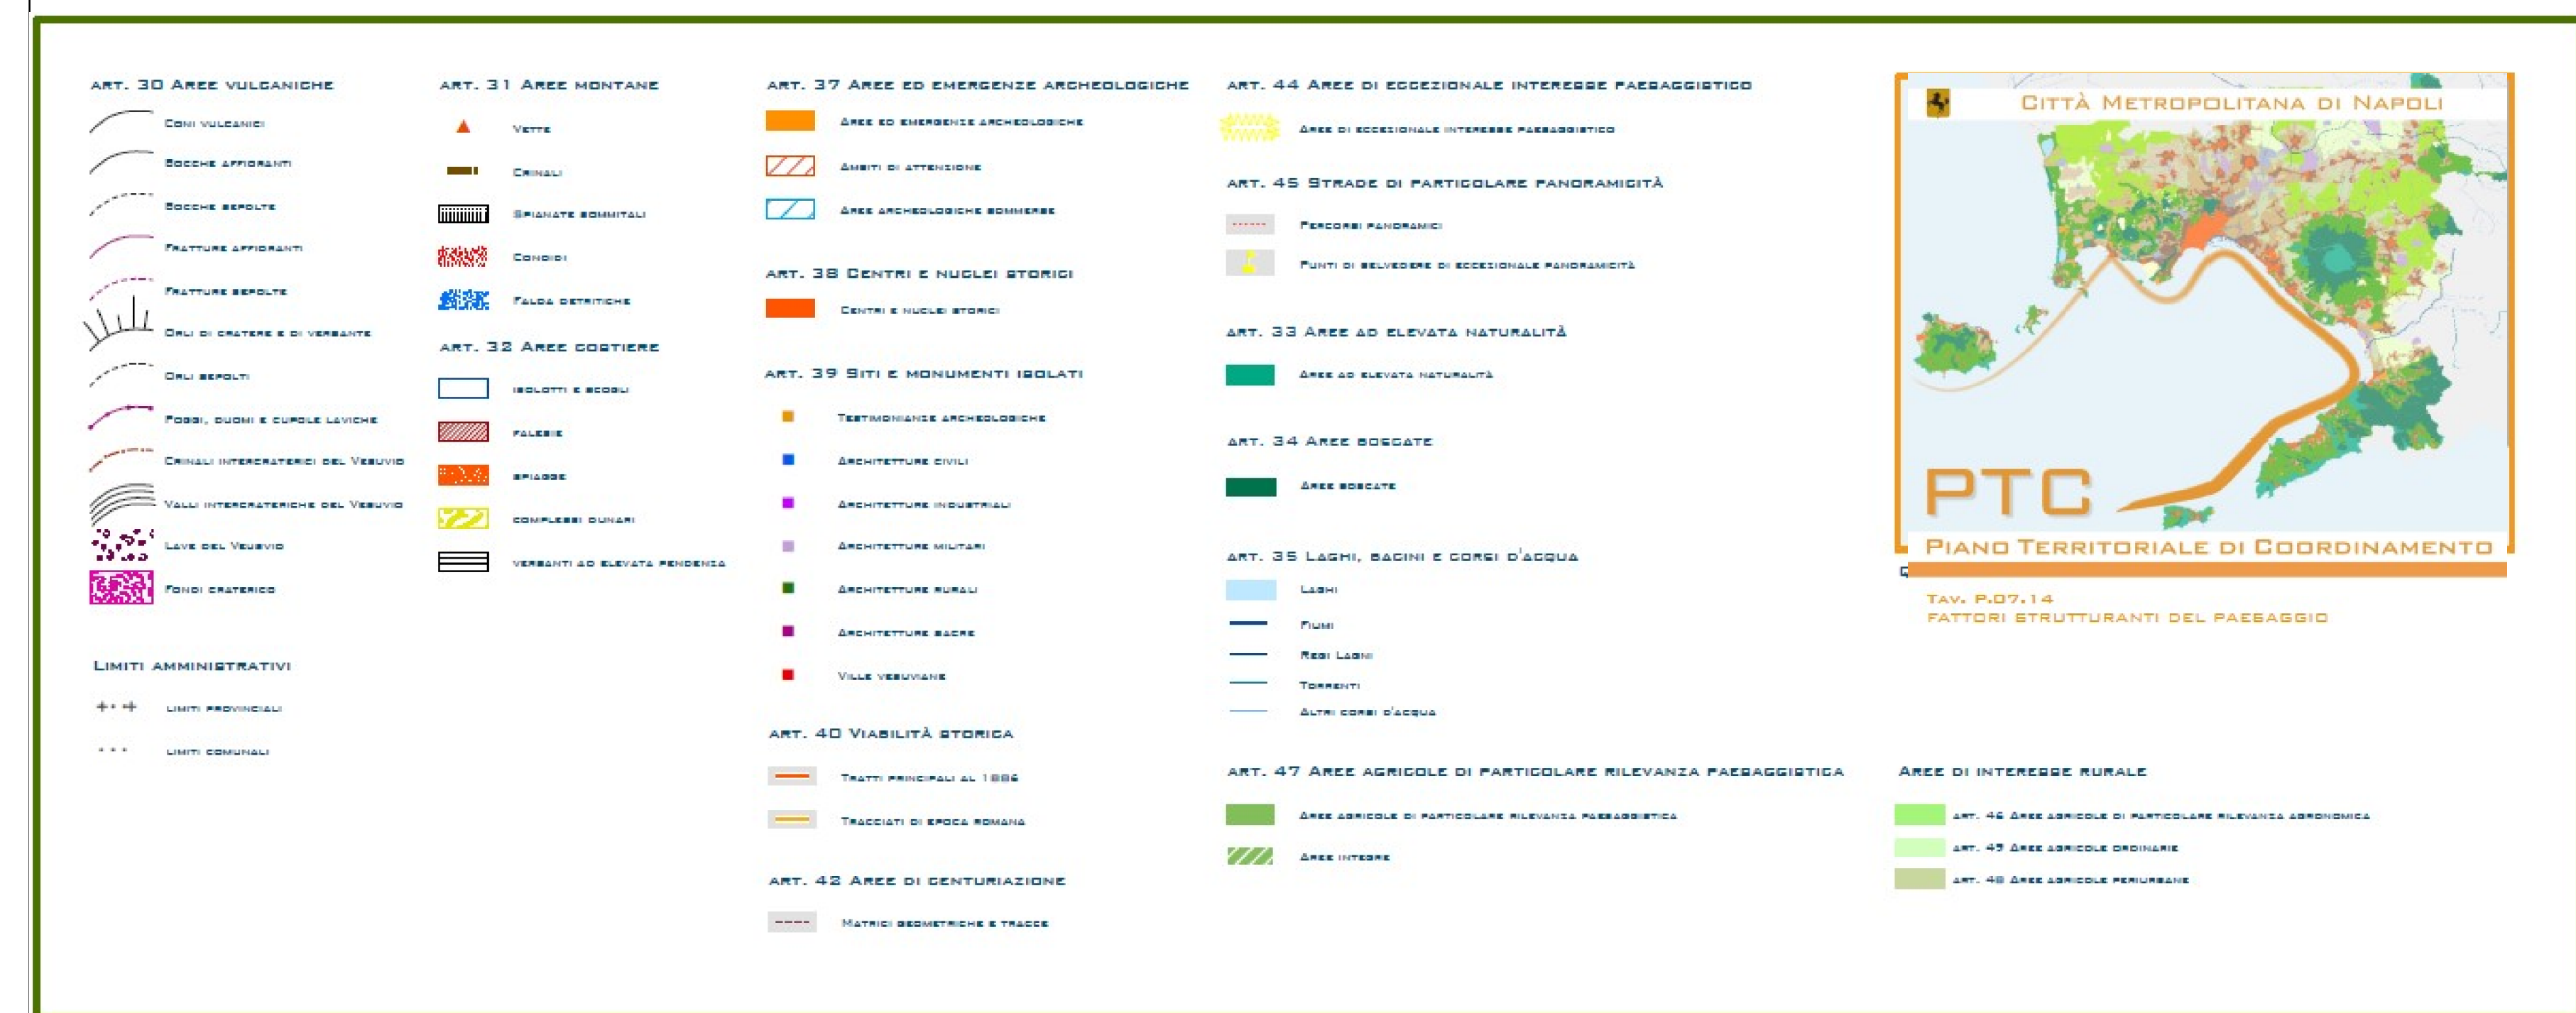 ART. 30 AREE VULCANICHE
CONI VULCANICI
BOCCHE AFFIORANTI
BOCCHE SEPOLTE
FRATTURE AFFIORANTI
FRATTURE SEPOLTE
ORLI DI CRATERE E DI VERSANTE
ORLI SEPOLTI
POGGI, DUOMI E CUPOLE LAVICHE
CRINALI INTERCRATERICI DEL VESUVIO
VALLI INTERCRATERICHE DEL VESUVIO
LAVE DEL VEUSVIO
FONDI CRATERICO
LIMITI AMMINISTRATIVI
LIMITI PROVINCIALI
LIMITI COMUNALI
ART. 31 AREE MONTANE
VETTE
CRINALI
SPIANATE SOMMITALI
CONOIDI
FALDA DETRITICHE
ART. 32 AREE COSTIERE
ISOLOTTI E SCOGLI
FALESIE
SPIAGGE
COMPLESSI DUNARI
VERSANTI AD ELEVATA PENDENZA
ART. 37 AREE ED EMERGENZE ARCHEOLOGICHE
AREE ED EMERGENZE ARCHEOLOGICHE
AMBITI DI ATTENZIONE
AREE ARCHEOLOGICHE SOMMERSE
ART. 38 CENTRI E NUCLEI STORICI
CENTRI E NUCLEI STORICI
ART. 39 SITI E MONUMENTI ISOLATI
TESTIMONIANZE ARCHEOLOGICHE
ARCHITETTURE CIVILI
ARCHITETTURE INDUSTRIALI
ARCHITETTURE MILITARI
ARCHITETTURE RURALI
ARCHITETTURE SACRE
VILLE VESUVIANE
ART. 40 VIABILITÀ STORICA
TRATTI PRINCIPALI AL 1886
TRACCIATI DI EPOCA ROMANA
ART. 42 AREE DI CENTURIAZIONE
MATRICI GEOMETRICHE E TRACCE
ART. 44 AREE DI ECCEZIONALE INTERESSE PAESAGGISTICO
AREE DI ECCEZIONALE INTERESSE PAESAGGISTICO
ART. 45 STRADE DI PARTICOLARE PANORAMICITÀ
PERCORSI PANORAMICI
PUNTI DI BELVEDERE DI ECCEZIONALE PANORAMICITÀ
ART. 33 AREE AD ELEVATA NATURALITÀ
AREE AD ELEVATA NATURALITÀ
ART. 34 AREE BOSCATE
AREE BOSCATE
ART. 35 LAGHI, BACINI E CORSI D'ACQUA
LAGHI
FIUMI
REGI LAGNI
TORRENTI
ALTRI CORSI D'ACQUA
ART. 47 AREE AGRICOLE DI PARTICOLARE RILEVANZA PAESAGGISTICA
AREE AGRICOLE DI PARTICOLARE RILEVANZA PAESAGGISTICA
AREE INTEGRE
CITTÀ METROPOLITANA DI NAPOLI
PTC
PIANO TERRITORIALE DI COORDINAMENTO
TAV. P.07.14
FATTORI STRUTTURANTI DEL PAESAGGIO
AREE DI INTERESSE RURALE
ART. 46 AREE AGRICOLE DI PARTICOLARE RILEVANZA AGRONOMICA
ART. 49 AREE AGRICOLE ORDINARIE
ART. 48 AREE AGRICOLE PERIURBANE